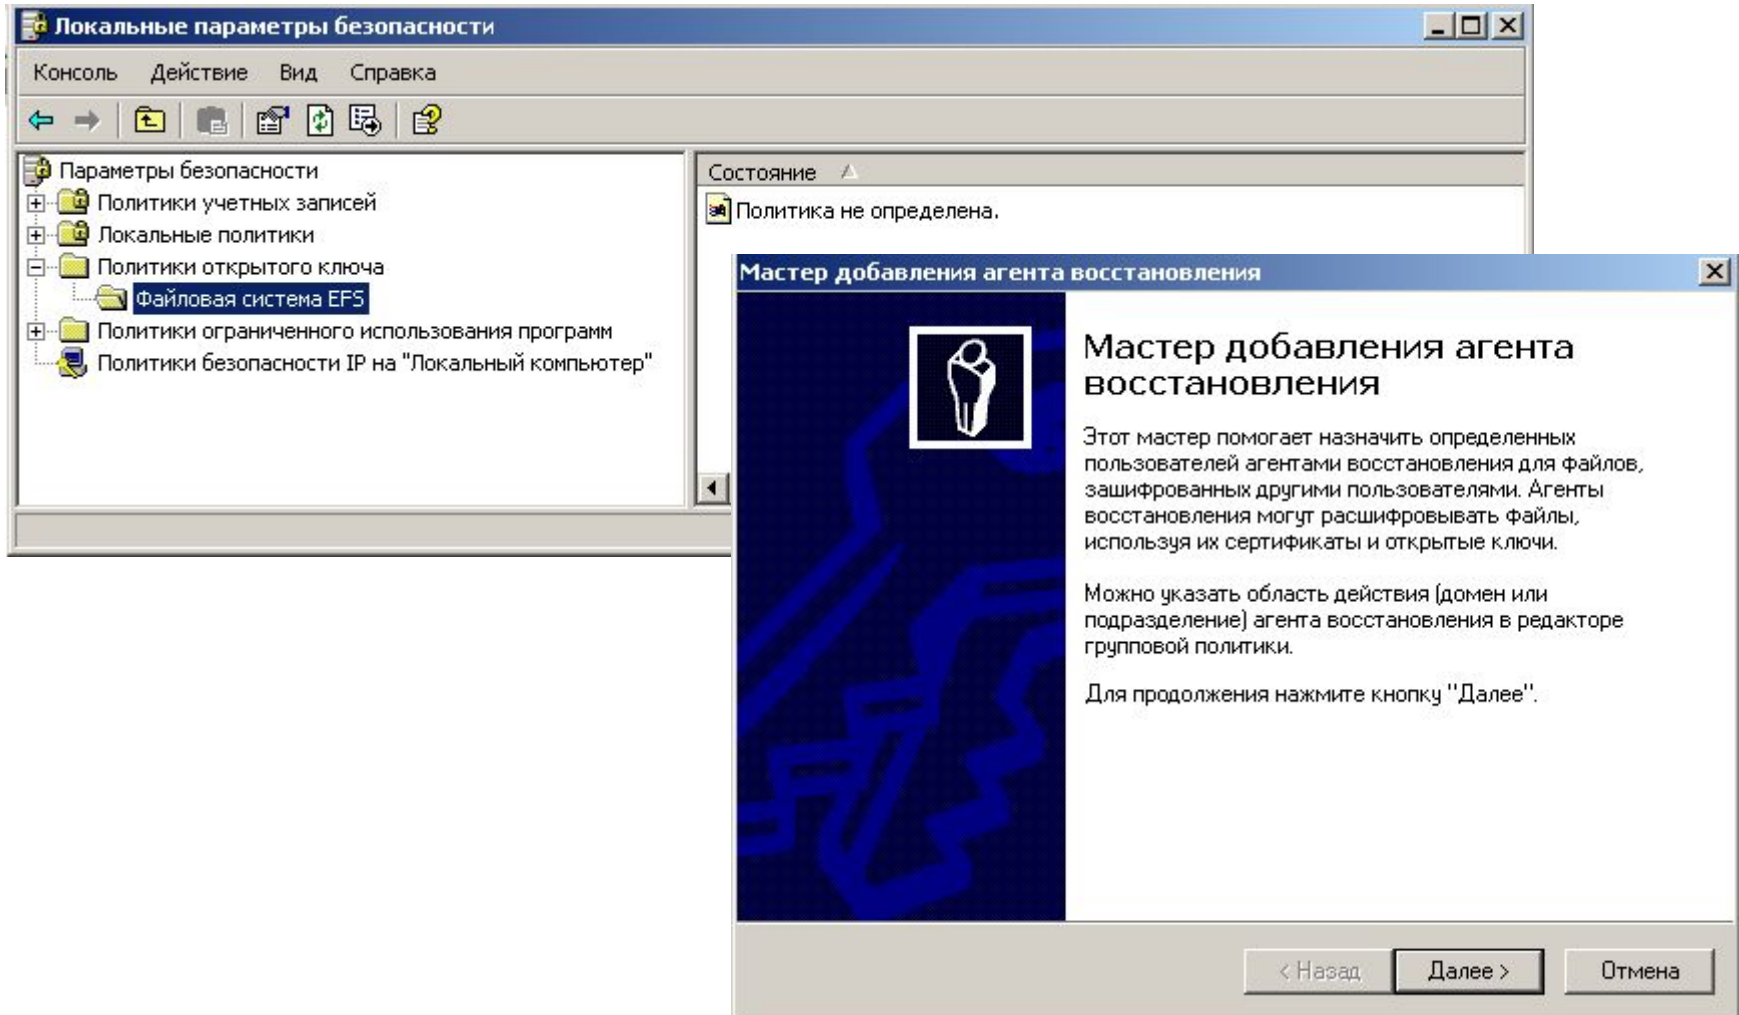 Локальные параметры безопасности
Консоль Действие Вид Справка
Параметры безопасности
Политики учетных записей
Локальные политики
Политики открытого ключа
Файловая система EFS
Политики ограниченного использования программ
Политики безопасности IP на "Локальный компьютер"
Состояние
Политика не определена.
Мастер добавления агента восстановления
Мастер добавления агента
восстановления
Этот мастер помогает назначить определенных
пользователей агентами восстановления для файлов,
зашифрованных другими пользователями. Агенты
восстановления могут расшифровывать файлы,
используя их сертификаты и открытые ключи.
Можно указать область действия (домен или
подразделение) агента восстановления в редакторе
групповой политики.
Для продолжения нажмите кнопку "Далее".
< Назад Далее > Отмена